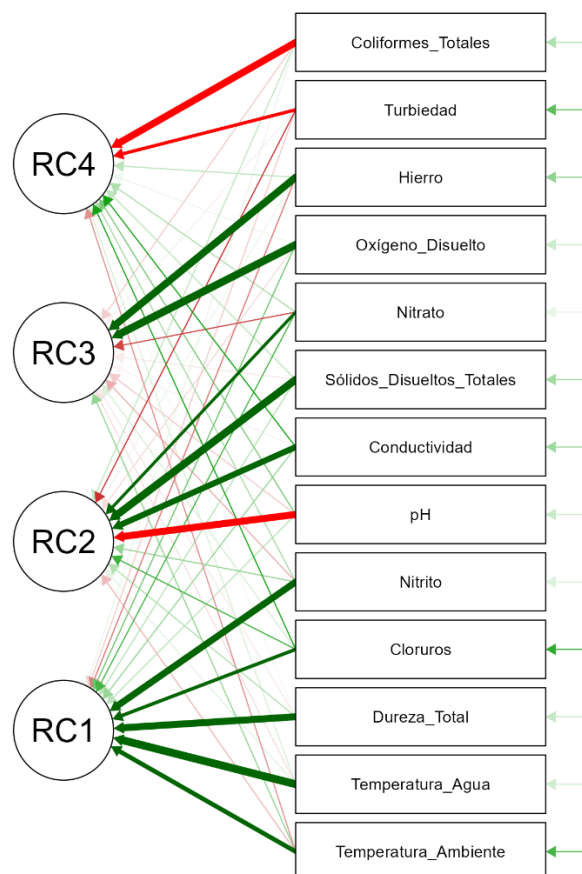 RC4
RC3
RC2
RC1
Coliformes_Totales
Turbiedad
Hierro
Oxígeno_Disuelto
Nitrato
Sólidos_Disueltos_Totales
Conductividad
pH
Nitrito
Cloruros
Dureza_Total
Temperatura_Agua
Temperatura_Ambiente